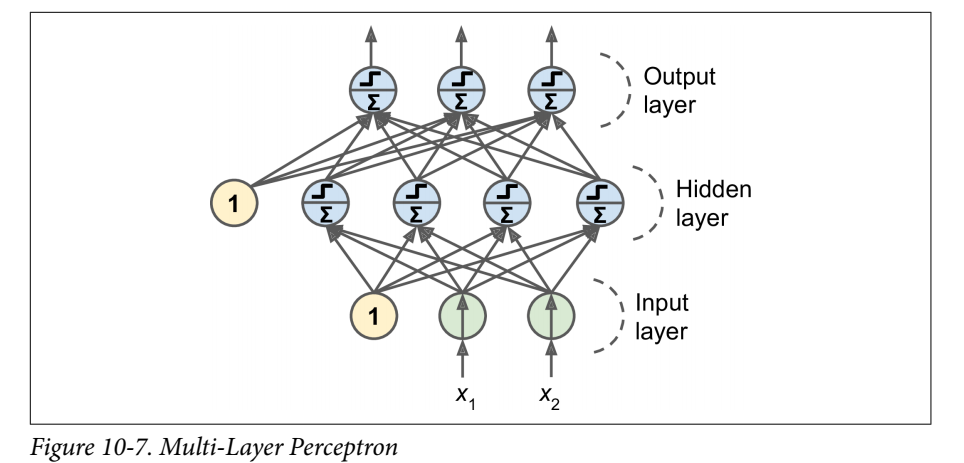 Σ Σ Σ
Output
layer
1 Σ Σ Σ Σ
Hidden
layer
1
Input
layer
x1 x2
Figure 10-7. Multi-Layer Perceptron